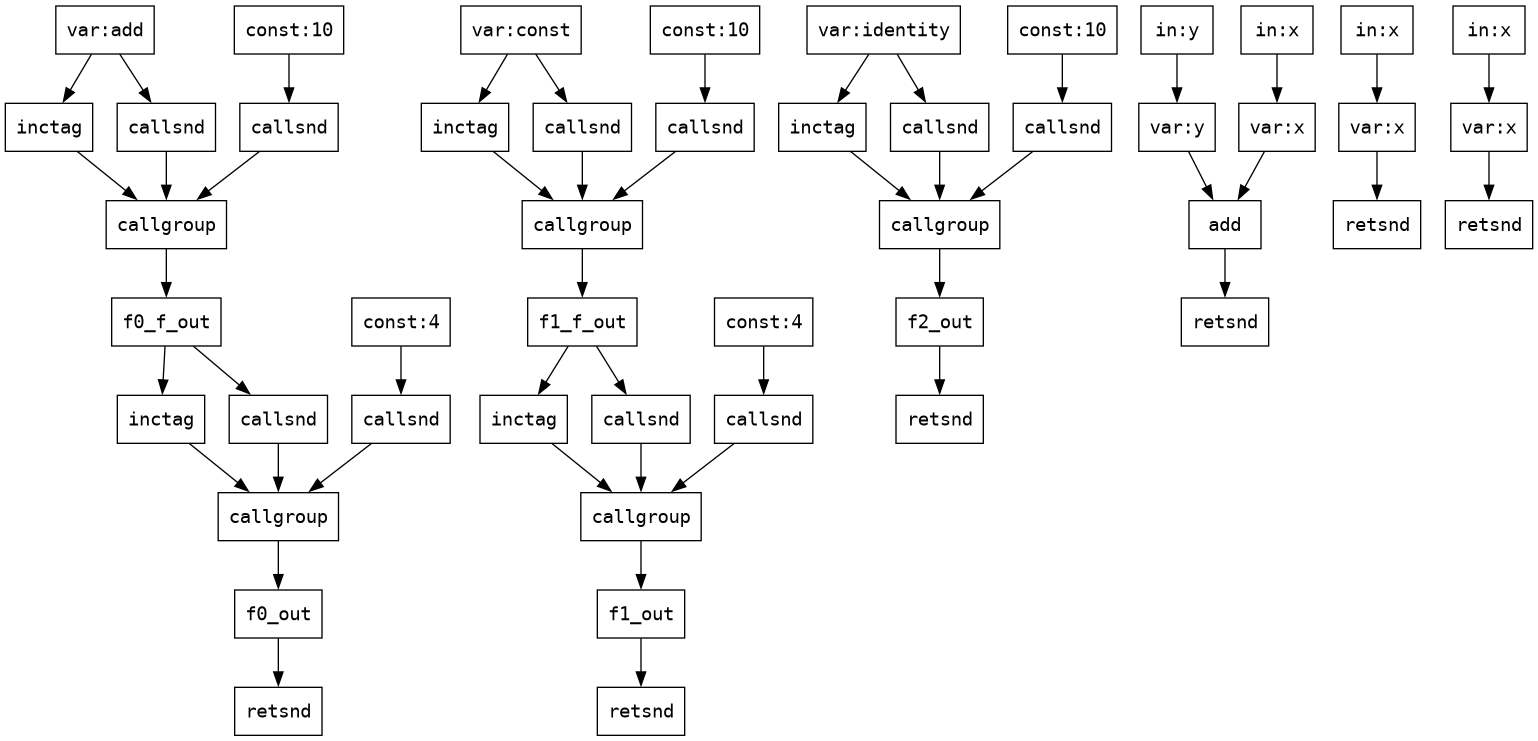 var:add const:10 var:const const:10 var:identity const:10 in:y in:x in:x in:x
inctag callsnd callsnd inctag callsnd callsnd inctag callsnd callsnd var:y var:x var:x var:x
callgroup callgroup callgroup add retsnd retsnd
f0_f_out const:4 f1_f_out const:4 f2_out retsnd
inctag callsnd callsnd inctag callsnd callsnd retsnd
callgroup callgroup
f0_out f1_out
retsnd retsnd